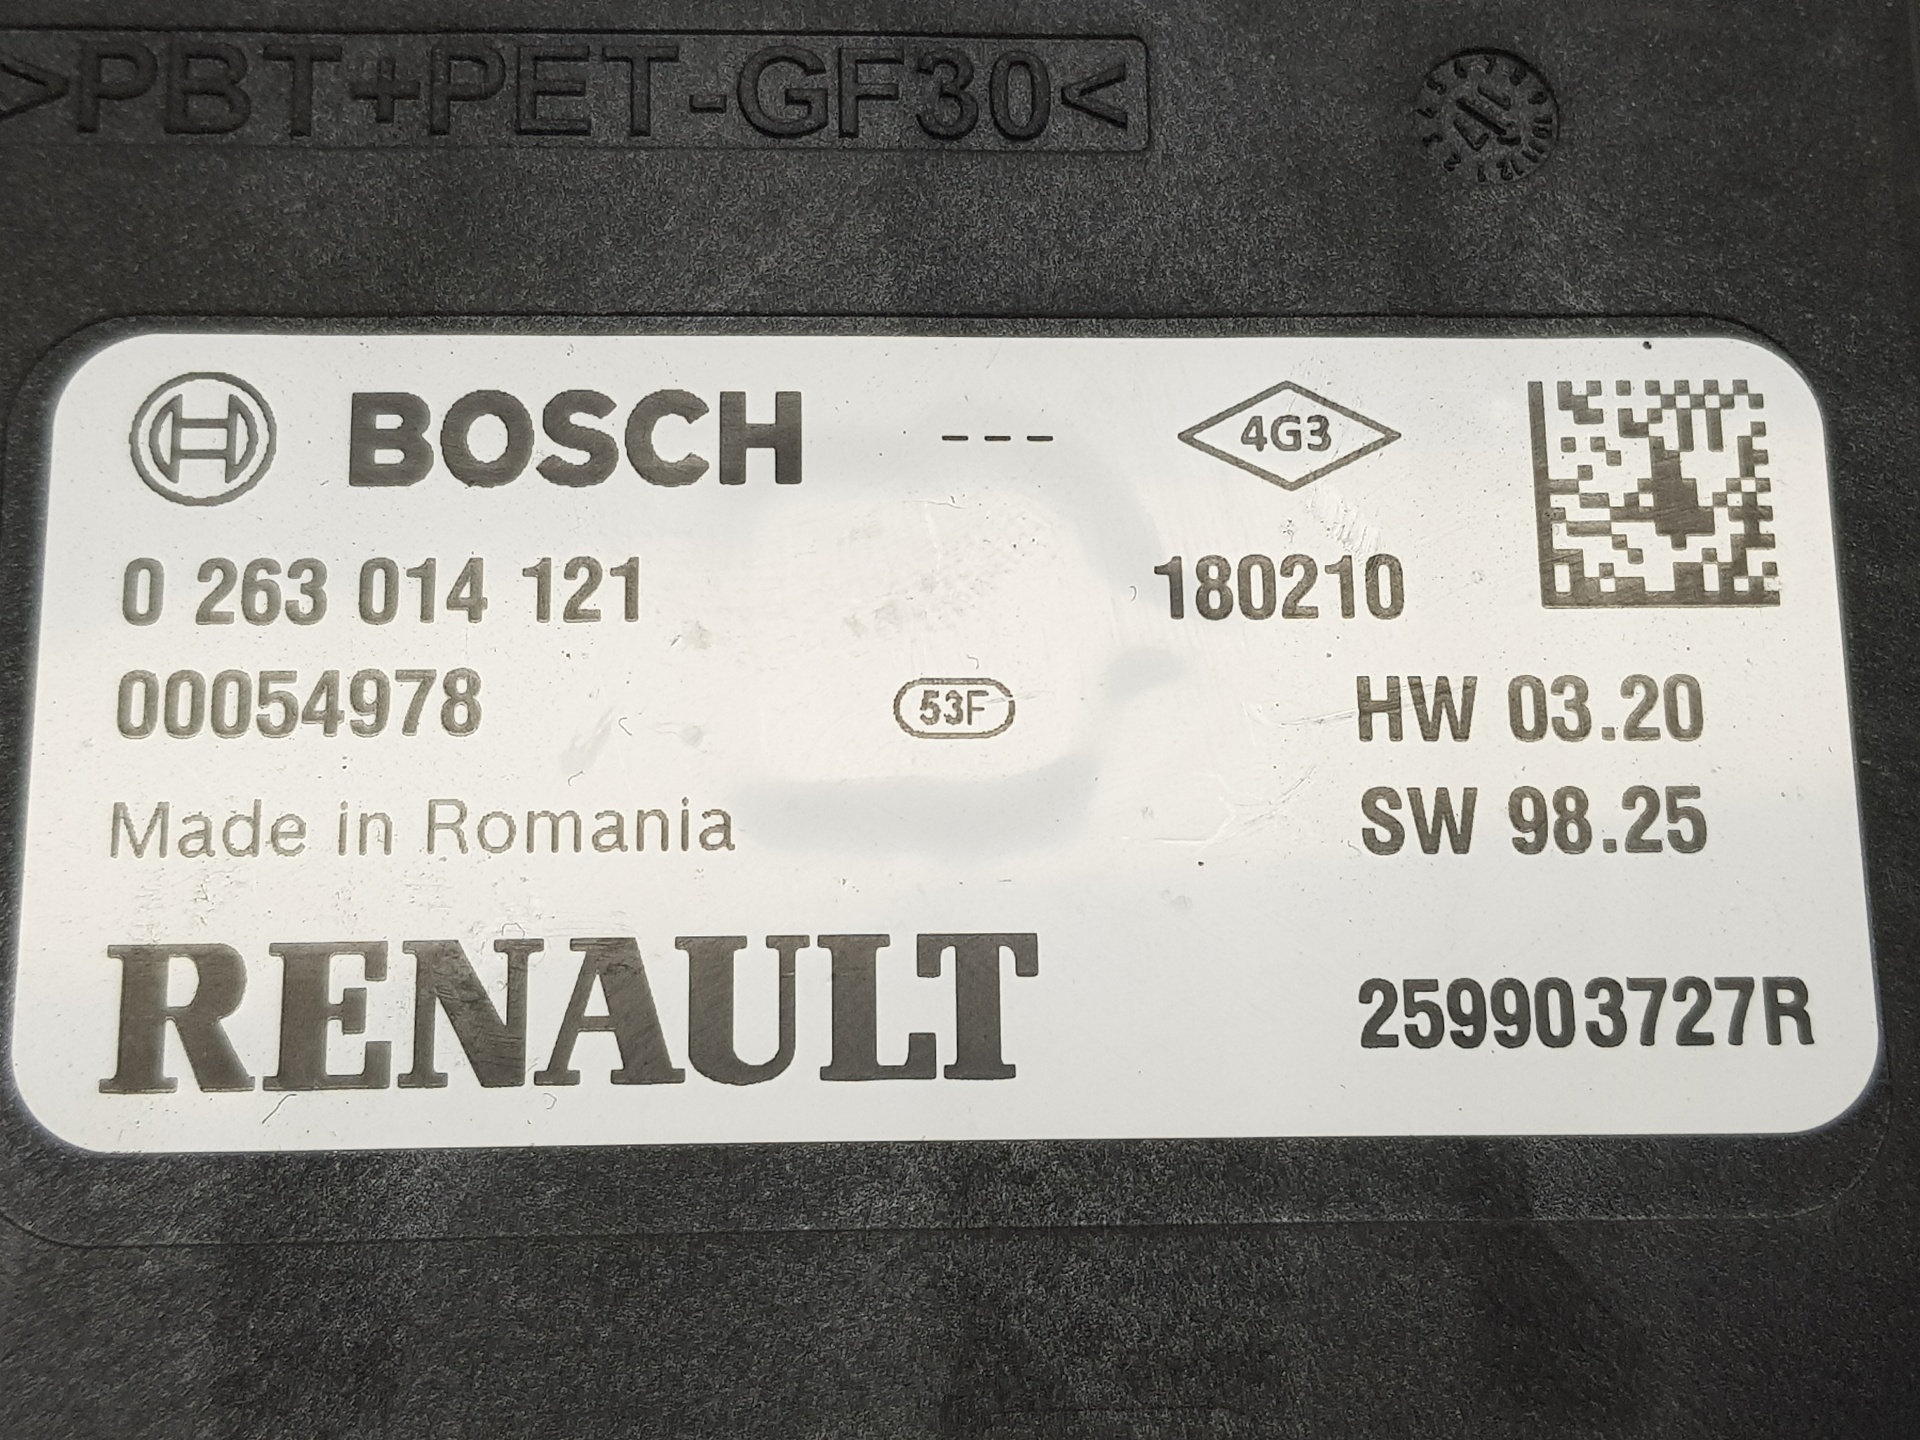 >PBT+PET-GF30<
BOSCH --- 4G3
0 263 014 121 180210
00054978 53F HW 03.20
Made in Romania SW 98.25
RENAULT 259903727R